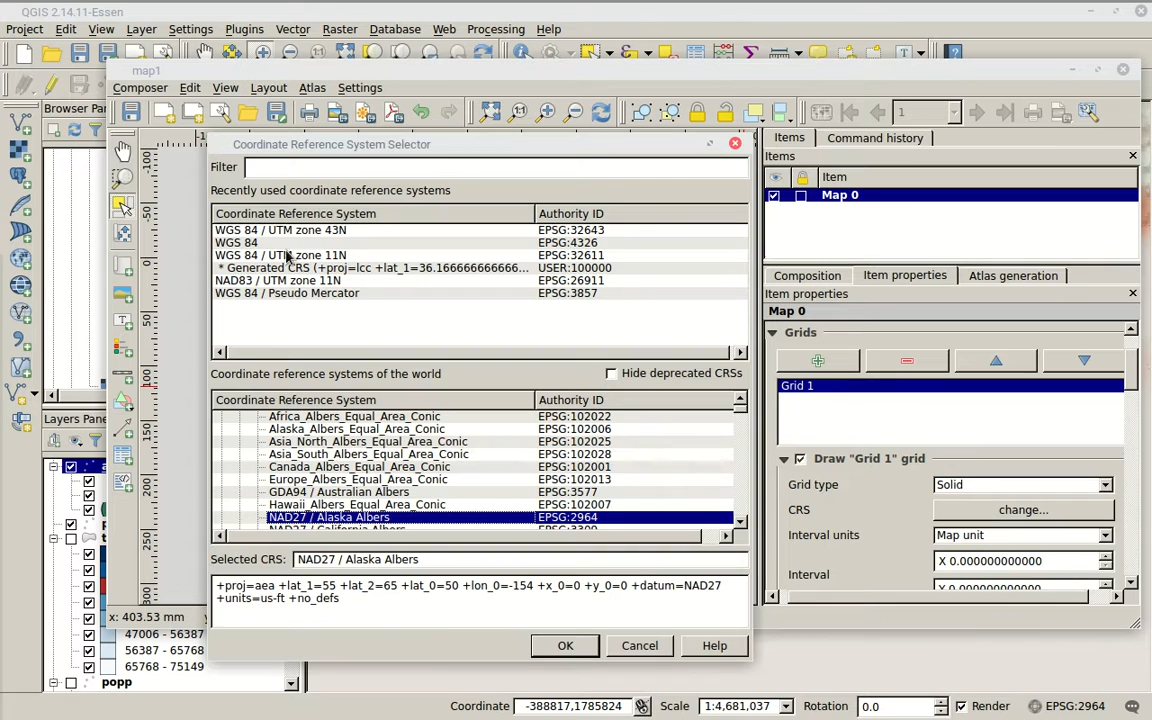 QGIS 2.14.11-Essen
Project Edit View Layer Settings Plugins Vector Raster Database Web Processing Help
map1
Composer Edit View Layout Atlas Settings
1
Browser Pa
Coordinate Reference System Selector
Filter
Recently used coordinate reference systems
Coordinate Reference System Authority ID
WGS 84 / UTM zone 43N EPSG:32643
WGS 84 EPSG:4326
WGS 84 / UTM zone 11N EPSG:32611
* Generated CRS (+proj=lcc +lat_1=36.166666666666... USER:100000
NAD83 / UTM zone 11N EPSG:26911
WGS 84 / Pseudo Mercator EPSG:3857
Coordinate reference systems of the world Hide deprecated CRSs
Coordinate Reference System Authority ID
Africa_Albers_Equal_Area_Conic EPSG:102022
Alaska_Albers_Equal_Area_Conic EPSG:102006
Asia_North_Albers_Equal_Area_Conic EPSG:102025
Asia_South_Albers_Equal_Area_Conic EPSG:102028
Canada_Albers_Equal_Area_Conic EPSG:102001
Europe_Albers_Equal_Area_Conic EPSG:102013
GDA94 / Australian Albers EPSG:3577
Hawaii_Albers_Equal_Area_Conic EPSG:102007
NAD27 / Alaska Albers EPSG:2964
Selected CRS: NAD27 / Alaska Albers
+proj=aea +lat_1=55 +lat_2=65 +lat_0=50 +lon_0=-154 +x_0=0 +y_0=0 +datum=NAD27
+units=us-ft +no_defs
OK Cancel Help
-100
-50
0
50
100
150
200
250
300
x: 403.53 mm
Items Command history
Items
Item
Map 0
Composition Item properties Atlas generation
Item properties
Map 0
Grids
Grid 1
Draw "Grid 1" grid
Grid type Solid
CRS change...
Interval units Map unit
X 0.000000000000
Interval
Layers Pane
47006 - 56387
56387 - 65768
65768 - 75149
popp
Coordinate -388817,1785824 Scale 1:4,681,037 Rotation 0.0 Render EPSG:2964